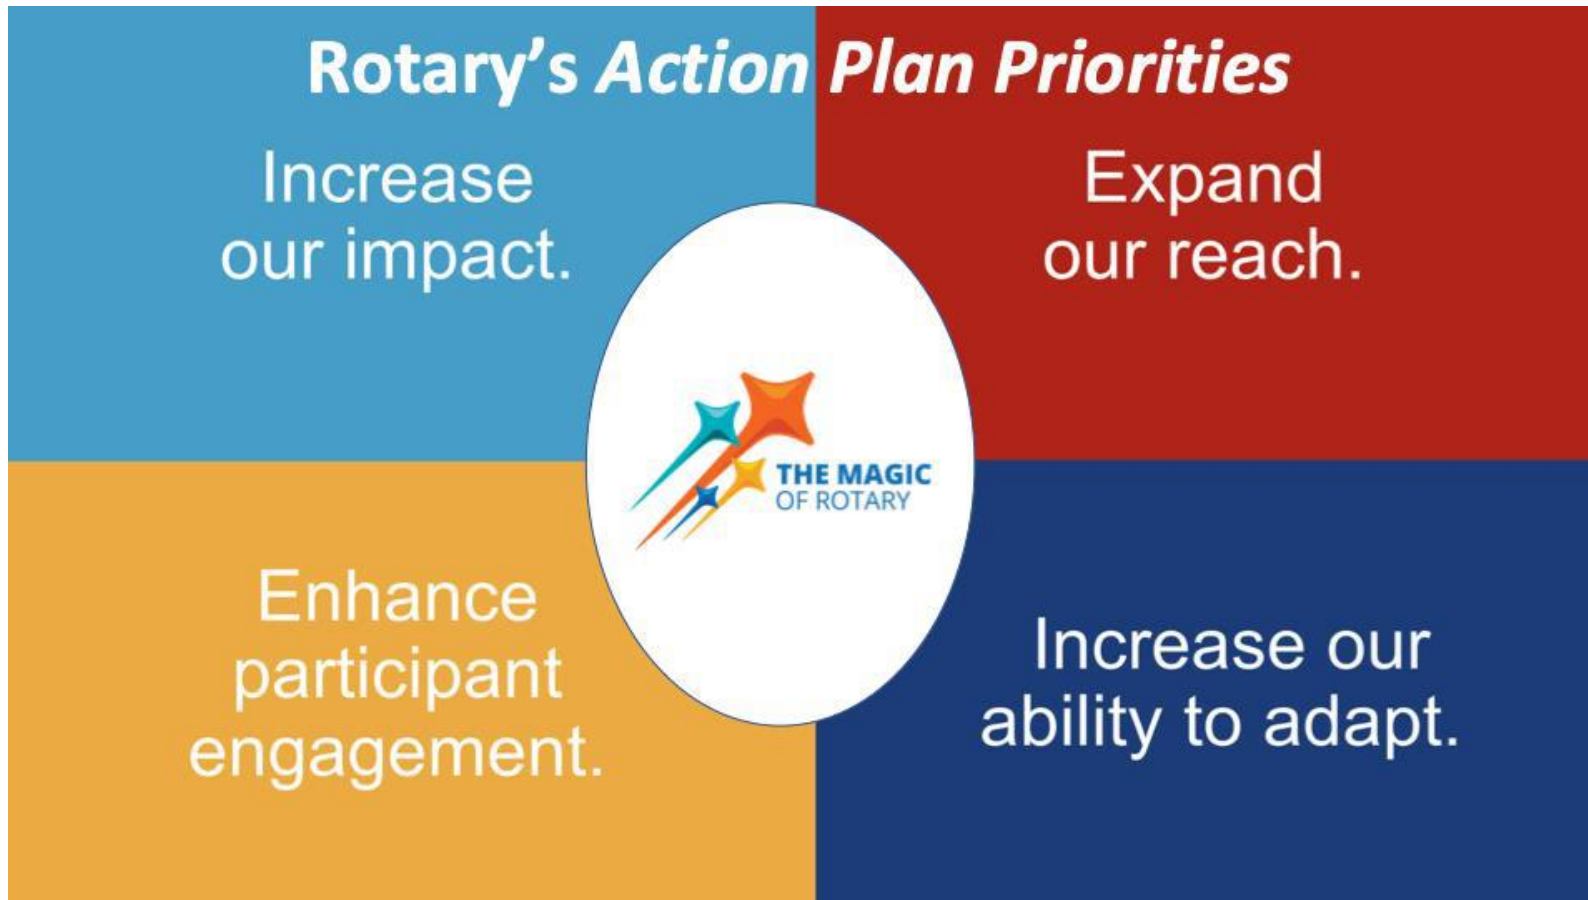 Rotary’s Action Plan Priorities
Increase
our impact.
Expand
our reach.
THE MAGIC
OF ROTARY
Enhance
participant
engagement.
Increase our
ability to adapt.